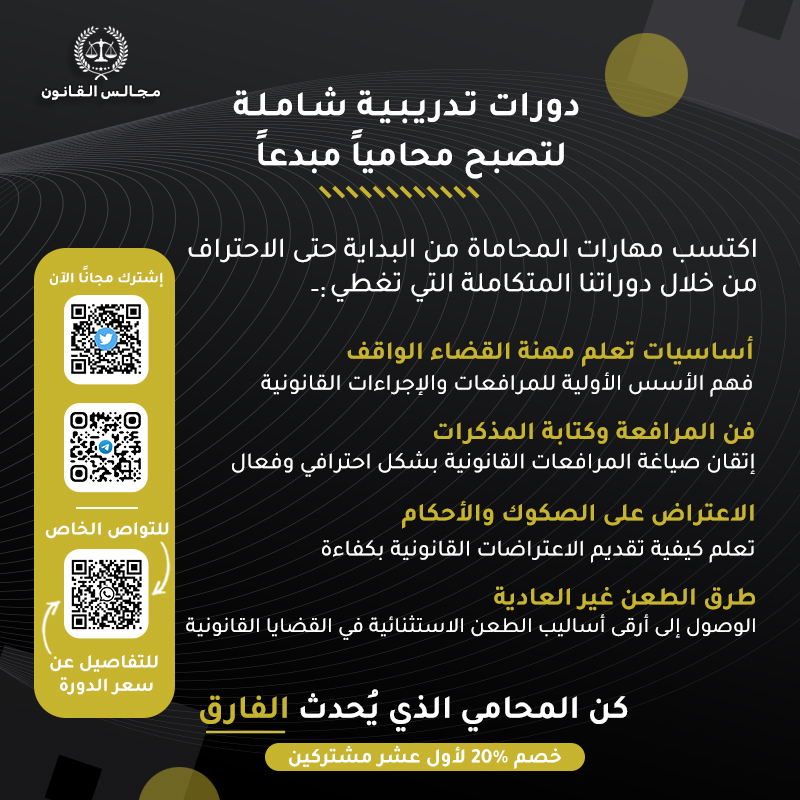 مجالس القانون
دورات تدريبية شاملة
لتصبح محامياً مبدعاً
اكتسب مهارات المحاماة من البداية حتى الاحتراف
من خلال دوراتنا المتكاملة التي تغطي:ـ
أساسيات تعلم مهنة القضاء الواقف
فهم الأسس الأولية للمرافعات والإجراءات القانونية
فن المرافعة وكتابة المذكرات
إتقان صياغة المرافعات القانونية بشكل احترافي وفعال
الاعتراض على الصكوك والأحكام
تعلم كيفية تقديم الاعتراضات القانونية بكفاءة
طرق الطعن غير العادية
الوصول إلى أرقى أساليب الطعن الاستثنائية في القضايا القانونية
إشترك مجانًا الآن
للتواص الخاص
للتفاصيل عن
سعر الدورة
كن المحامي الذي يُحدث الفارق
خصم 20% لأول عشر مشتركين